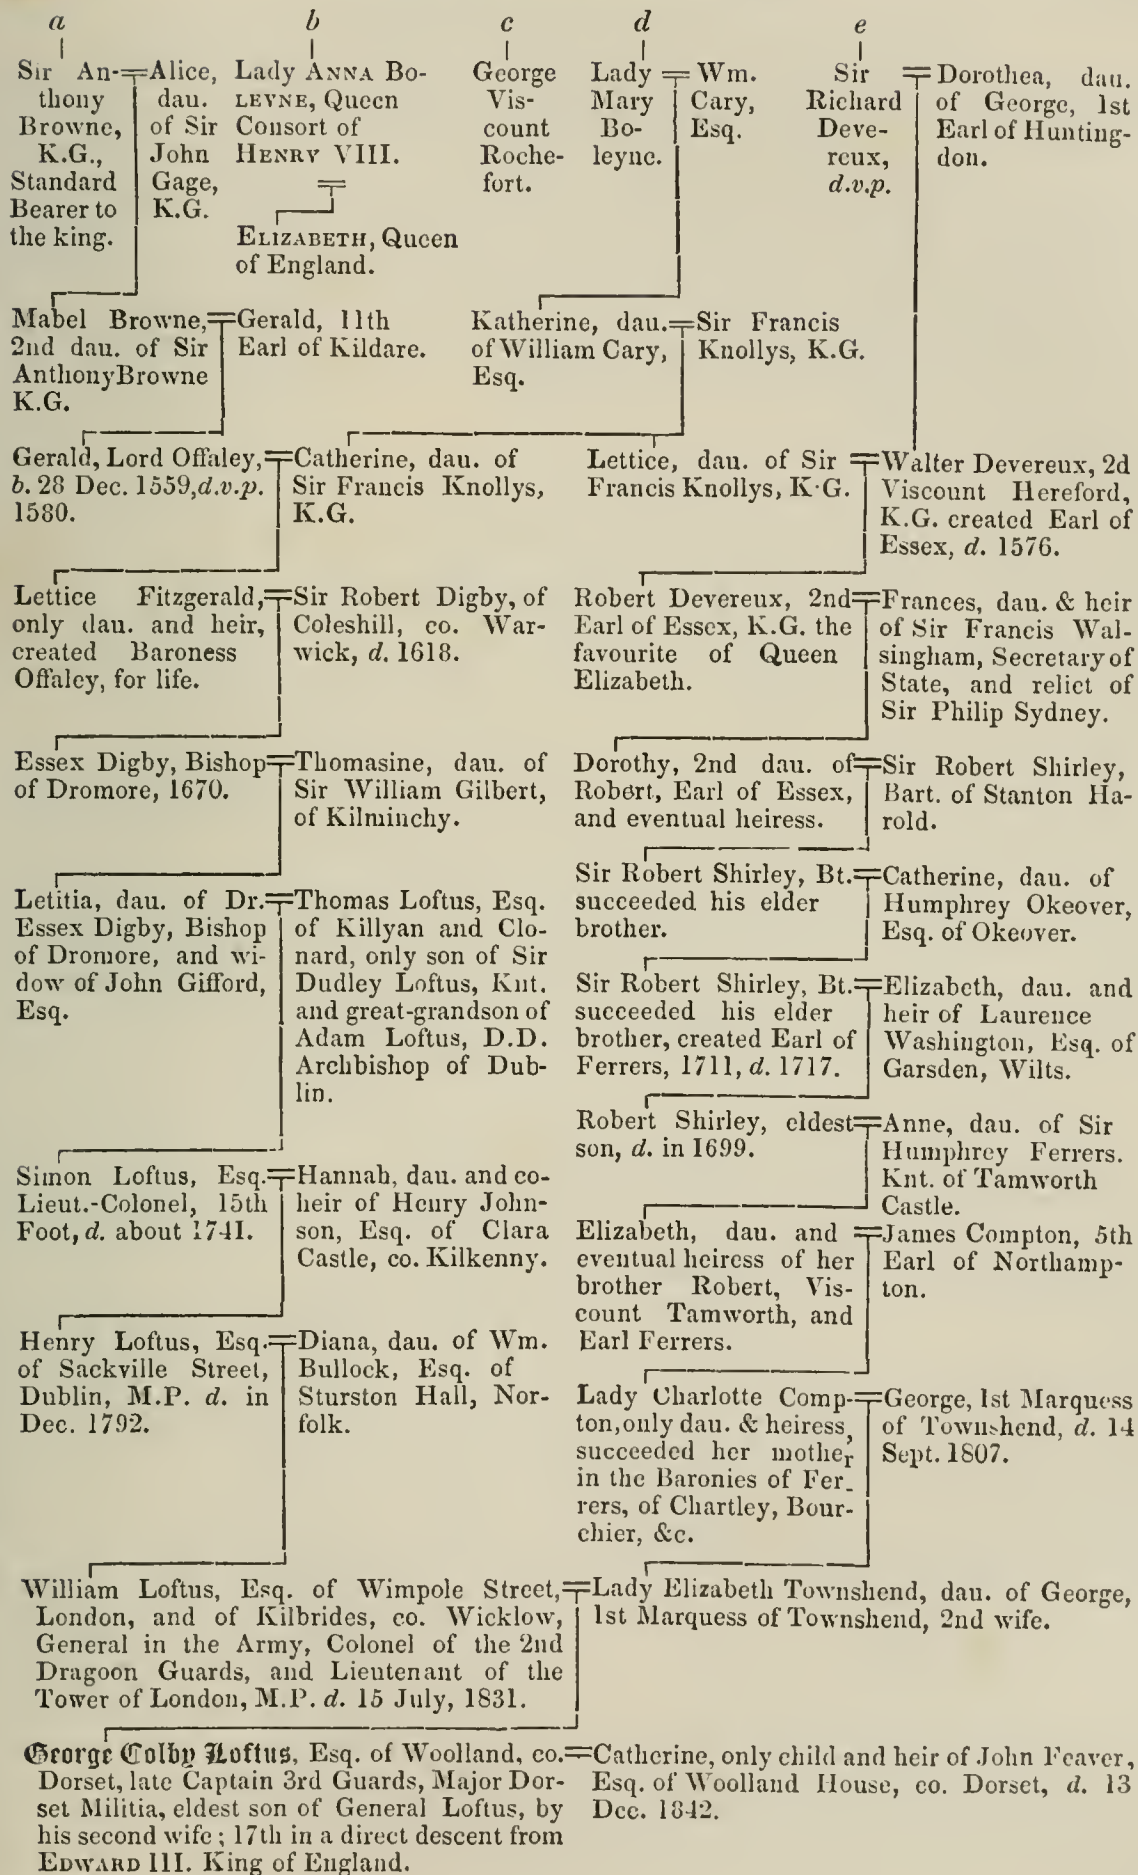 a
b
c
d
e
Sir An-
thony
Browne,
K.G.,
Standard
Bearer to
the king.
Alice,
dau.
of Sir
John
Gage,
K.G.
Lady ANNA BO-
LEYNE, Queen
Consort of
HENRY VIII.
ELIZABETH, Queen
of England.
George
Vis-
count
Roche-
fort.
Lady
Mary
Bo-
leyne.
Wm.
Cary,
Esq.
Sir
Richard
Deve-
reux,
d.v.p.
Dorothea, dau.
of George, 1st
Earl of Hunting-
don.
Mabel Browne,
2nd dau. of Sir
Anthony Browne
K.G.
Gerald, 11th
Earl of Kildare.
Katherine, dau.
of William Cary,
Esq.
Sir Francis
Knollys, K.G.
Gerald, Lord Offaley,
b. 28 Dec. 1559, d.v.p.
1580.
Catherine, dau. of
Sir Francis Knollys,
K.G.
Lettice, dau. of Sir
Francis Knollys, K.G.
Walter Devereux, 2d
Viscount Hereford,
K.G. created Earl of
Essex, d. 1576.
Lettice Fitzgerald,
only dau. and heir,
created Baroness
Offaley, for life.
Sir Robert Digby, of
Coleshill, co. War-
wick, d. 1618.
Robert Devereux, 2nd
Earl of Essex, K.G. the
favourite of Queen
Elizabeth.
Frances, dau. & heir
of Sir Francis Wal-
singham, Secretary of
State, and relict of
Sir Philip Sydney.
Essex Digby, Bishop
of Dromore, 1670.
Thomasine, dau. of
Sir William Gilbert,
of Kilminchy.
Dorothy, 2nd dau. of
Robert, Earl of Essex,
and eventual heiress.
Sir Robert Shirley,
Bart. of Stanton Ha-
rold.
Letitia, dau. of Dr.
Essex Digby, Bishop
of Dromore, and wi-
dow of John Gifford,
Esq.
Thomas Loftus, Esq.
of Killyan and Clo-
nard, only son of Sir
Dudley Loftus, Knt.
and great-grandson of
Adam Loftus, D.D.
Archbishop of Dub-
lin.
Sir Robert Shirley, Bt.
succeeded his elder
brother.
Catherine, dau. of
Humphrey Okeover,
Esq. of Okeover.
Sir Robert Shirley, Bt.
succeeded his elder
brother, created Earl of
Ferrers, 1711, d. 1717.
Elizabeth, dau. and
heir of Laurence
Washington, Esq. of
Garsden, Wilts.
Robert Shirley, eldest
son, d. in 1699.
Anne, dau. of Sir
Humphrey Ferrers.
Knt. of Tamworth
Castle.
Simon Loftus, Esq.
Lieut.-Colonel, 15th
Foot, d. about 1741.
Hannah, dau. and co-
heir of Henry John-
son, Esq. of Clara
Castle, co. Kilkenny.
Elizabeth, dau. and
eventual heiress of her
brother Robert, Vis-
count Tamworth, and
Earl Ferrers.
James Compton, 5th
Earl of Northamp-
ton.
Henry Loftus, Esq.
of Sackville Street,
Dublin, M.P. d. in
Dec. 1792.
Diana, dau. of Wm.
Bullock, Esq. of
Sturston Hall, Nor-
folk.
Lady Charlotte Comp-
ton, only dau. & heiress,
succeeded her mother
in the Baronies of Fer-
rers, of Chartley, Bour-
chier, &c.
George, 1st Marquess
of Townshend, d. 14
Sept. 1807.
William Loftus, Esq. of Wimpole Street,
London, and of Kilbrides, co. Wicklow,
General in the Army, Colonel of the 2nd
Dragoon Guards, and Lieutenant of the
Tower of London, M.P. d. 15 July, 1831.
Lady Elizabeth Townshend, dau. of George,
1st Marquess of Townshend, 2nd wife.
George Colby Loftus, Esq. of Woolland, co.
Dorset, late Captain 3rd Guards, Major Dor-
set Militia, eldest son of General Loftus, by
his second wife; 17th in a direct descent from
EDWARD III. King of England.
Catherine, only child and heir of John Feaver,
Esq. of Woolland House, co. Dorset, d. 13
Dec. 1842.